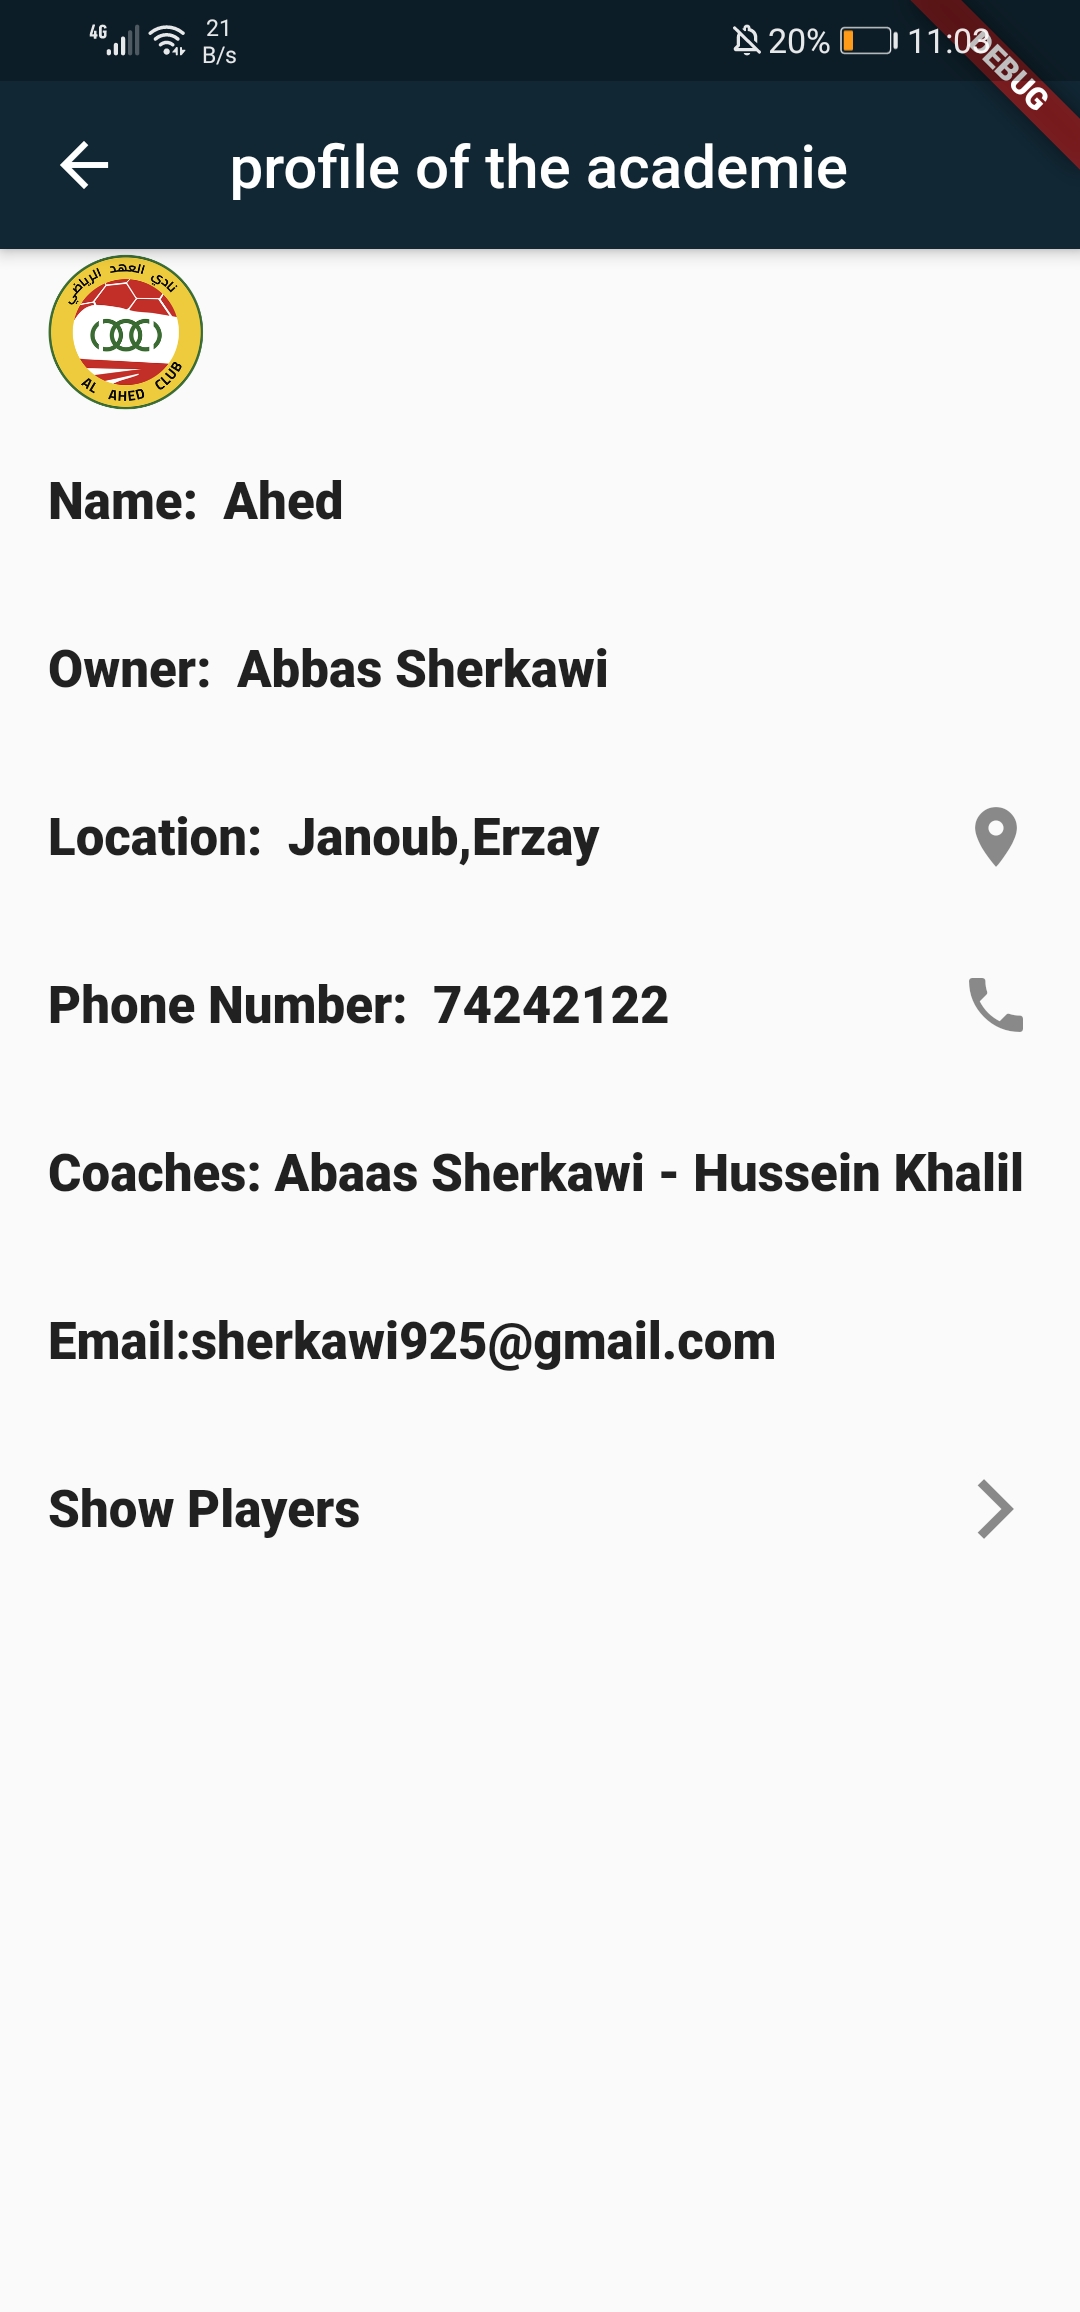 4G 21 B/s 20% 11:03
DEBUG
profile of the academie
نادي العهد الرياضي
AL AHED CLUB
Name: Ahed
Owner: Abbas Sherkawi
Location: Janoub,Erzay
Phone Number: 74242122
Coaches: Abaas Sherkawi - Hussein Khalil
Email:sherkawi925@gmail.com
Show Players